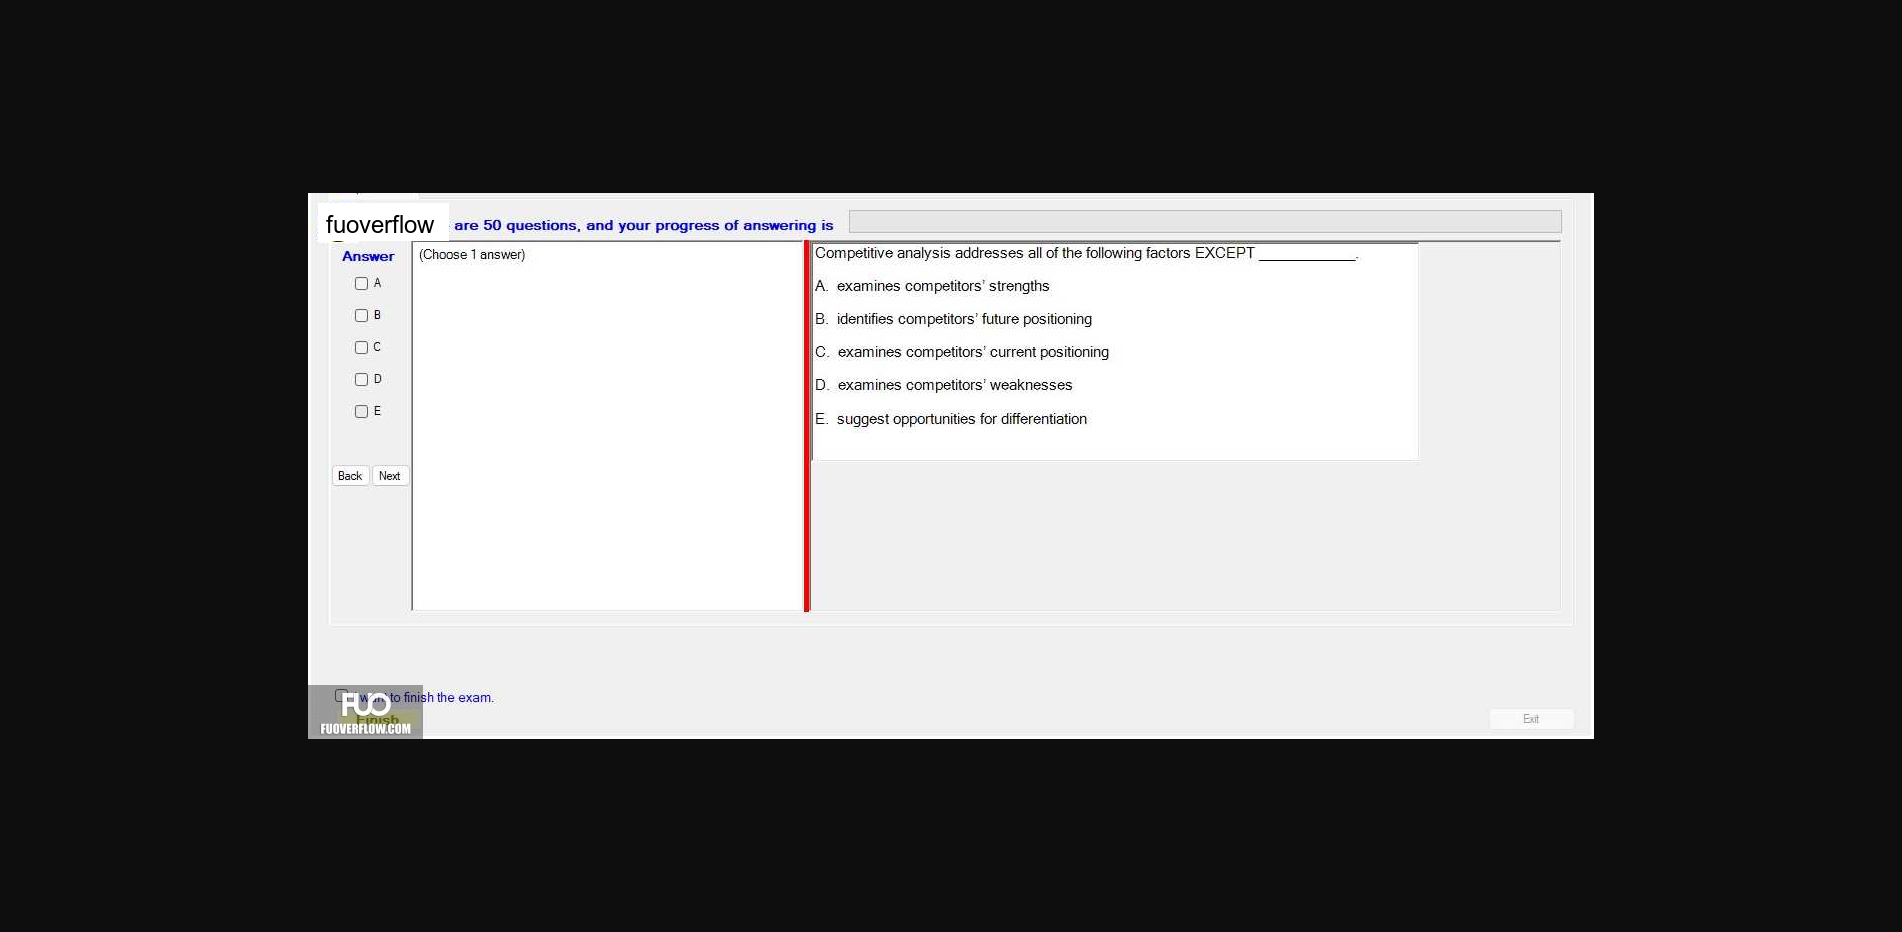 fuoverflow are 50 questions, and your progress of answering is
Answer
A
B
C
D
E
Back Next
(Choose 1 answer)
Competitive analysis addresses all of the following factors EXCEPT ____________.
A. examines competitors' strengths
B. identifies competitors' future positioning
C. examines competitors' current positioning
D. examines competitors' weaknesses
E. suggest opportunities for differentiation
I want to finish the exam.
Finish
FUO
FUOVERFLOW.COM
Exit